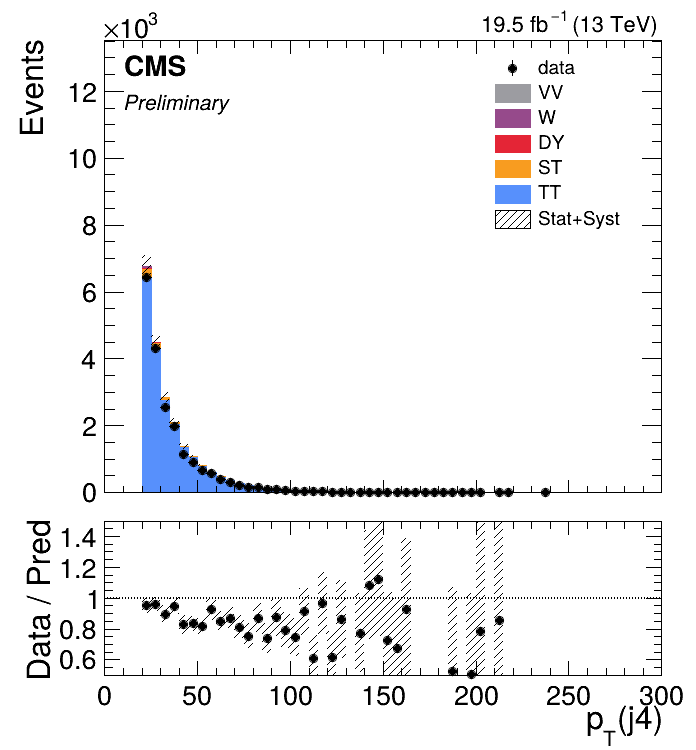 ×10³
19.5 fb⁻¹ (13 TeV)
Events
CMS
Preliminary
data
VV
W
DY
ST
TT
Stat+Syst
12
10
8
6
4
2
0
Data / Pred
1.4
1.2
1
0.8
0.6
0 50 100 150 200 250 300
p_T(j4)